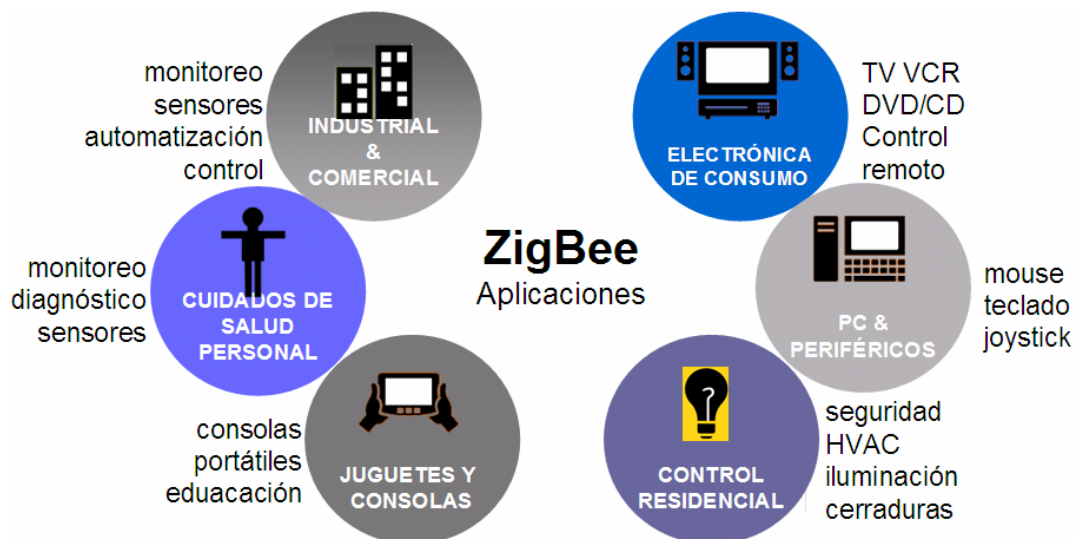 monitoreo
sensores
automatización
control
INDUSTRIAL
&
COMERCIAL
ELECTRÓNICA
DE CONSUMO
TV VCR
DVD/CD
Control
remoto
monitoreo
diagnóstico
sensores
CUIDADOS DE
SALUD
PERSONAL
ZigBee
Aplicaciones
PC &
PERIFÉRICOS
mouse
teclado
joystick
consolas
portátiles
eduacación
JUGUETES Y
CONSOLAS
?
CONTROL
RESIDENCIAL
seguridad
HVAC
iluminación
cerraduras